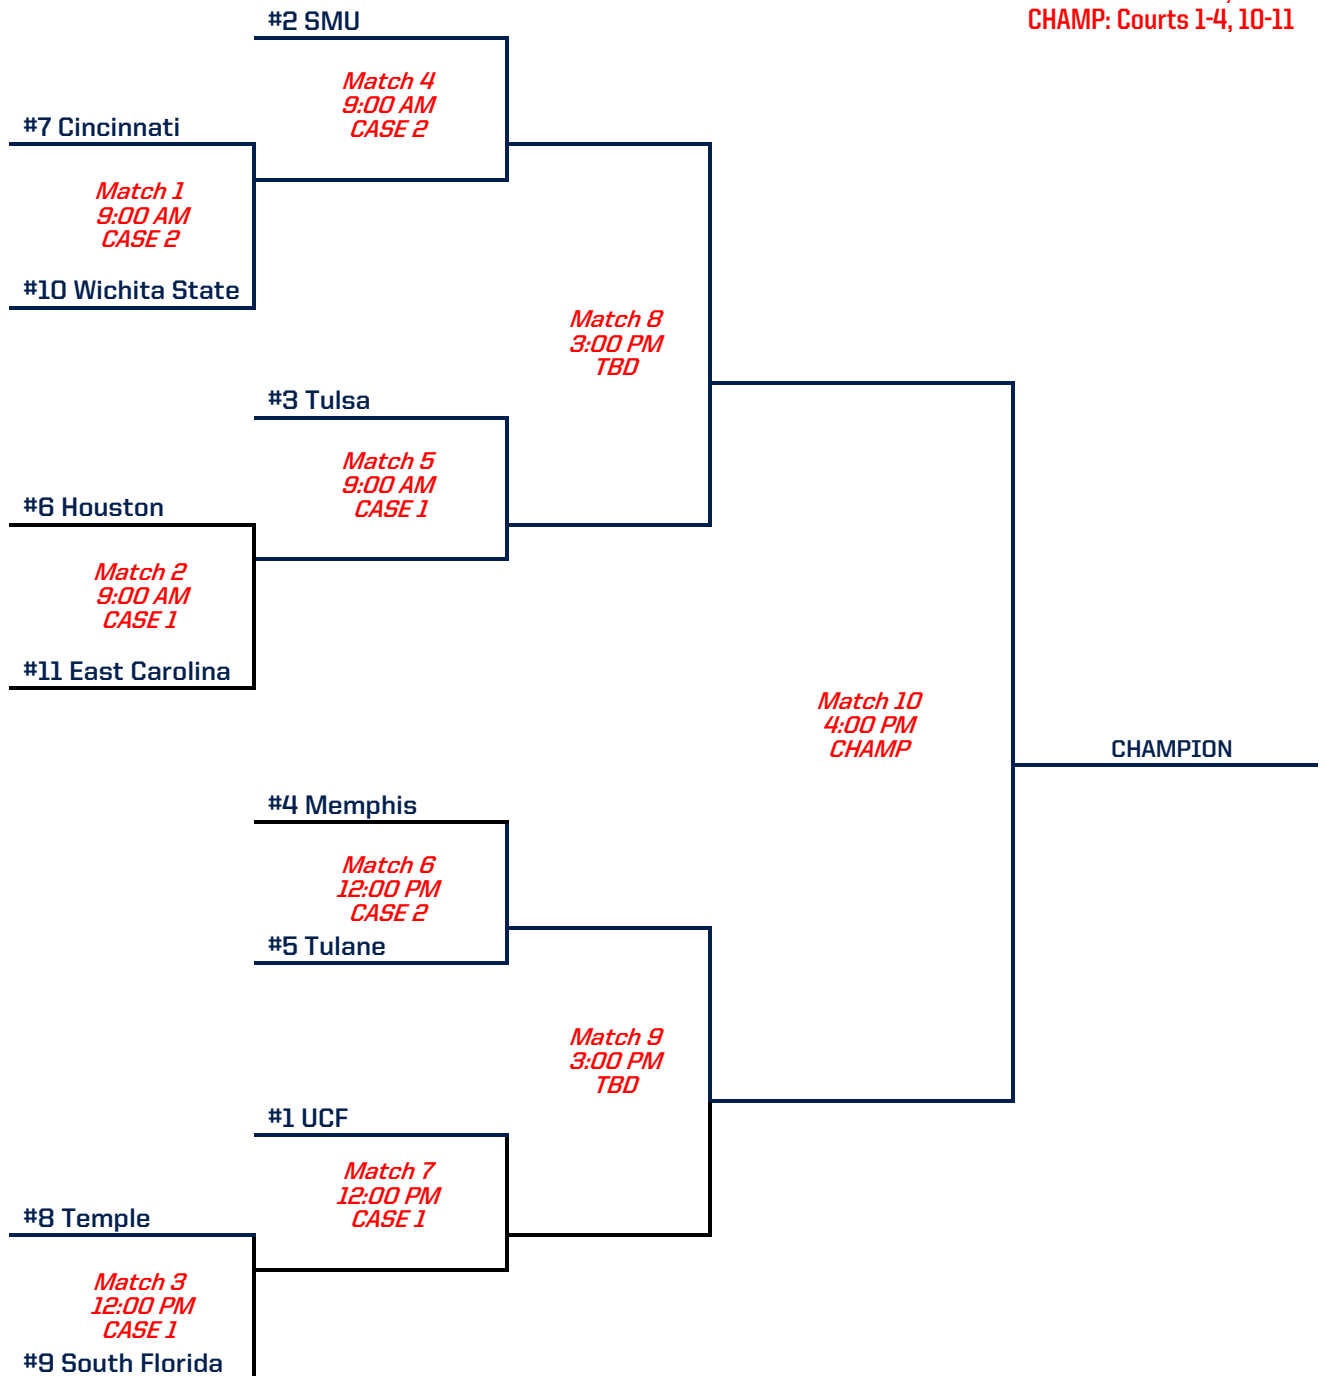 #2 SMU
CHAMP: Courts 1-4, 10-11
Match 4
9:00 AM
CASE 2
#7 Cincinnati
Match 1
9:00 AM
CASE 2
#10 Wichita State
Match 8
3:00 PM
TBD
#3 Tulsa
Match 5
9:00 AM
CASE 1
#6 Houston
Match 2
9:00 AM
CASE 1
#11 East Carolina
Match 10
4:00 PM
CHAMP
CHAMPION
#4 Memphis
Match 6
12:00 PM
CASE 2
#5 Tulane
Match 9
3:00 PM
TBD
#1 UCF
Match 7
12:00 PM
CASE 1
#8 Temple
Match 3
12:00 PM
CASE 1
#9 South Florida